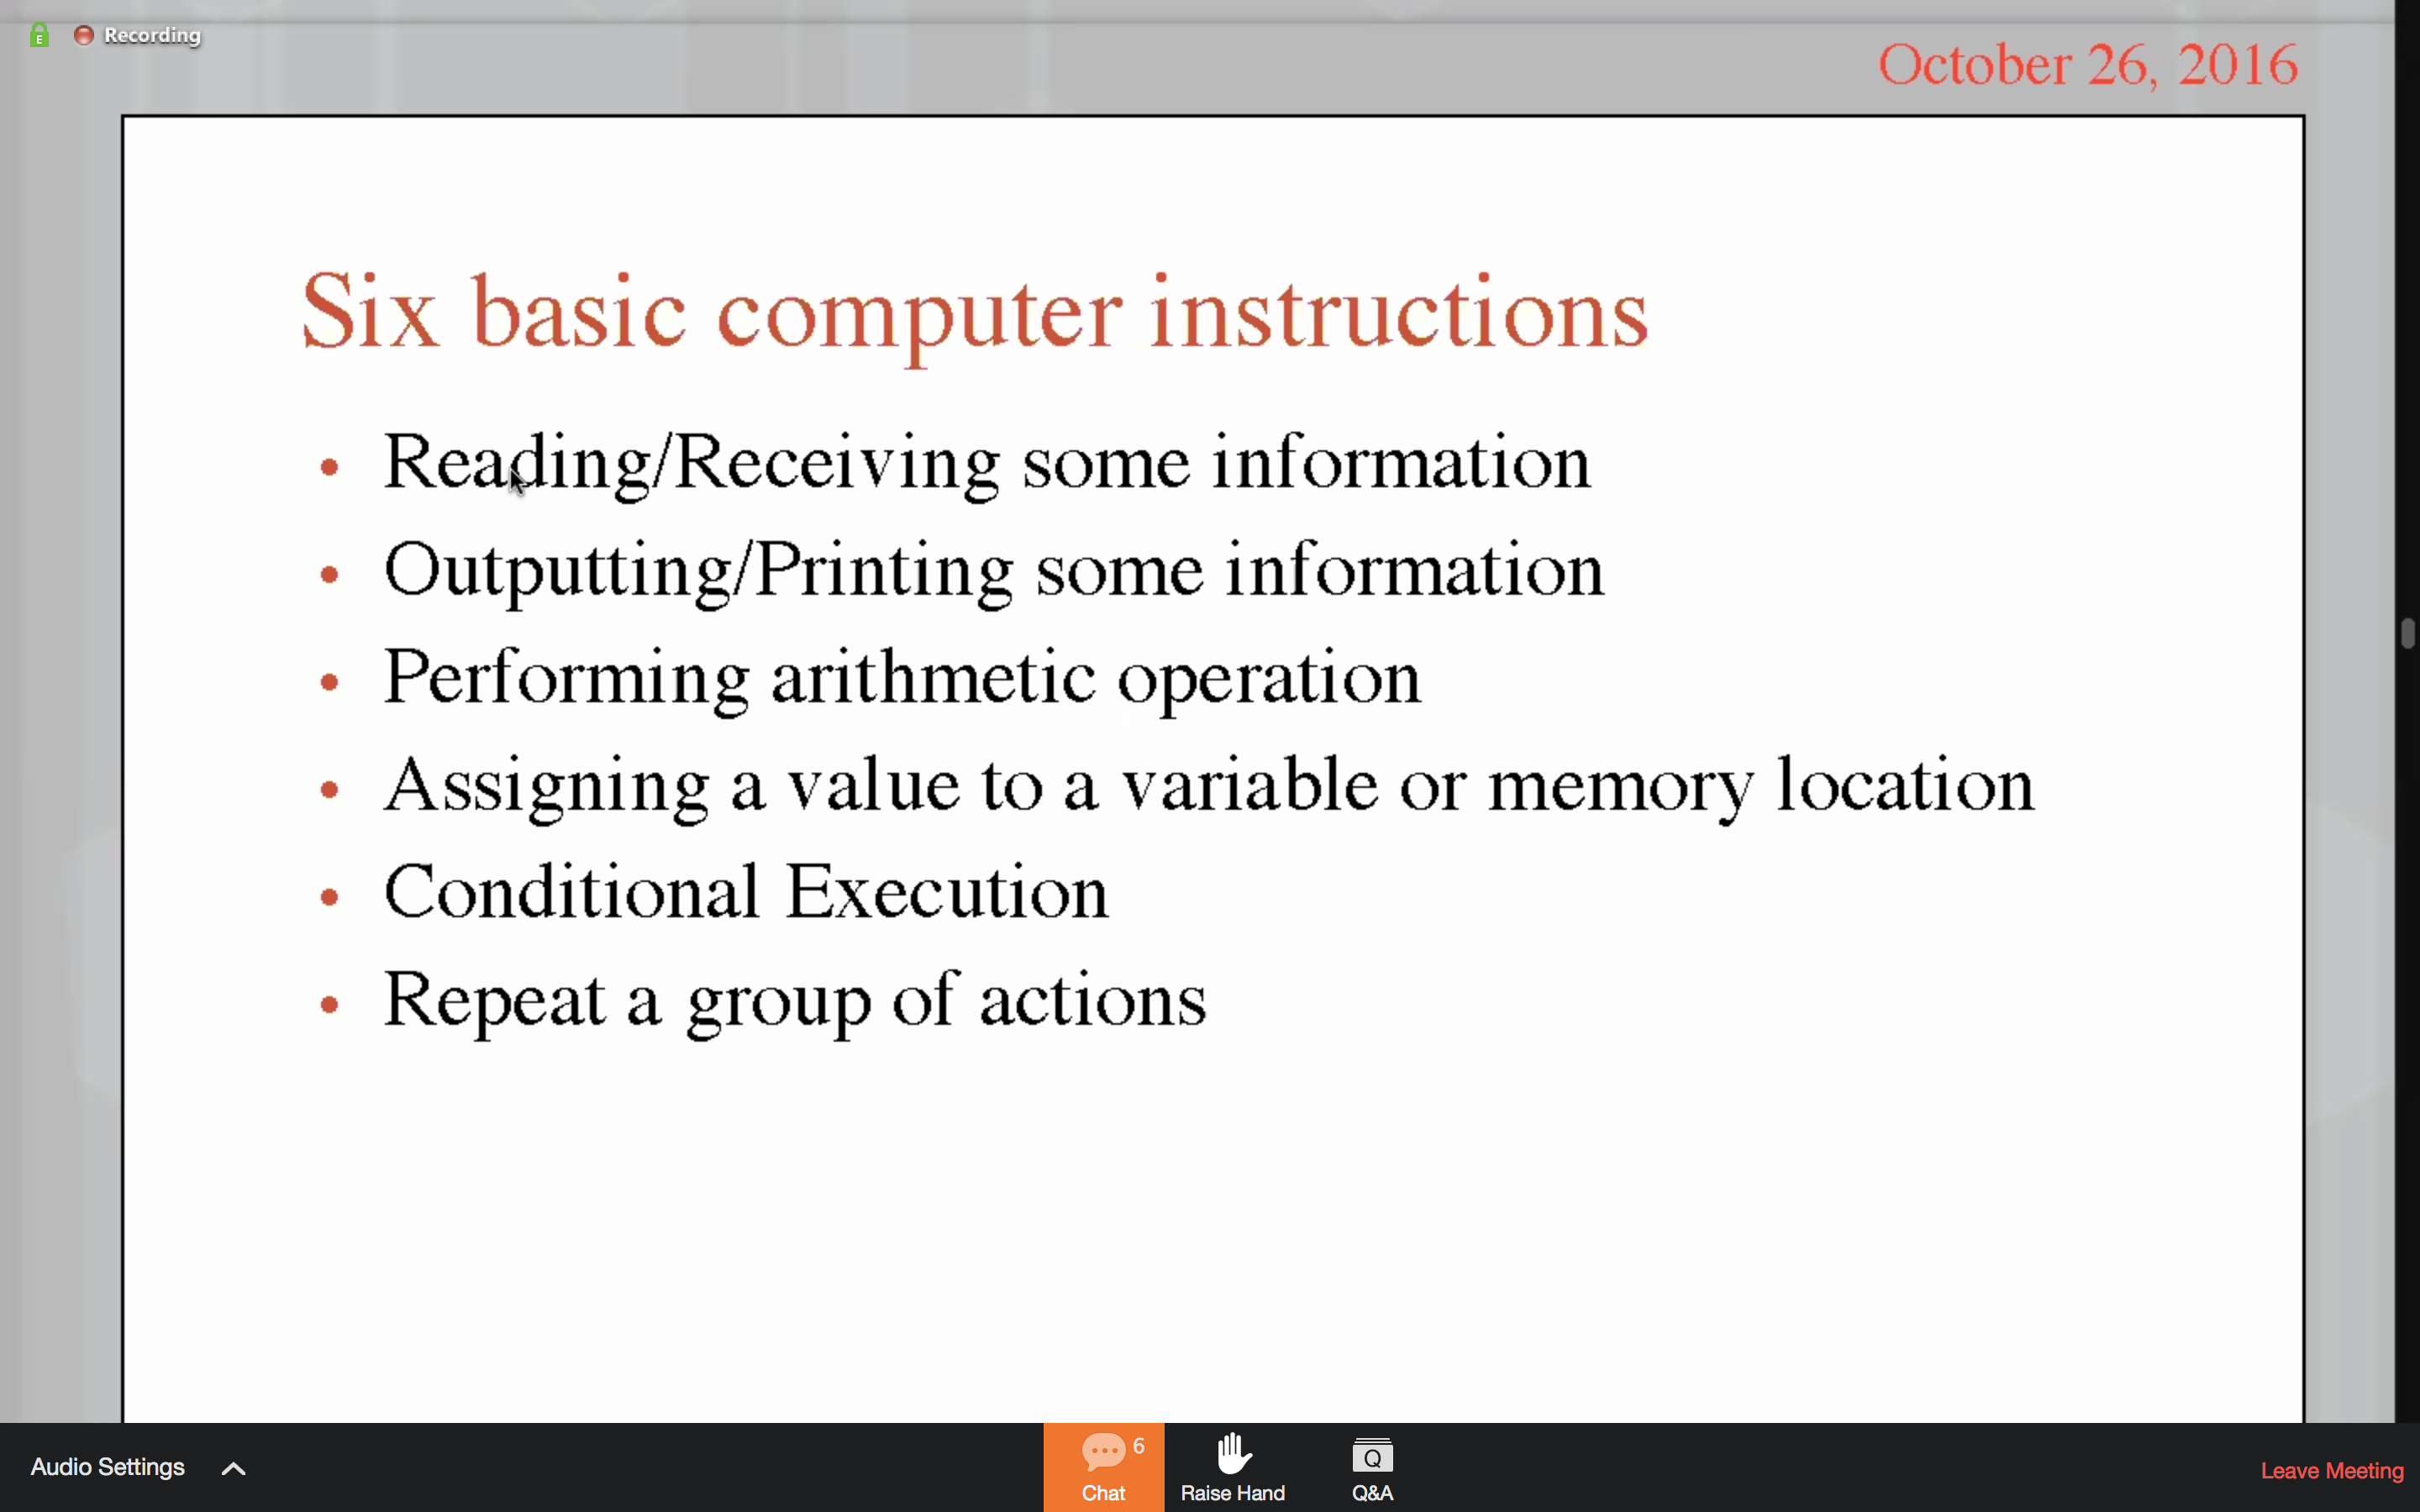 E Recording
October 26, 2016
Six basic computer instructions
• Reading/Receiving some information
• Outputting/Printing some information
• Performing arithmetic operation
• Assigning a value to a variable or memory location
• Conditional Execution
• Repeat a group of actions
Audio Settings
6
Chat
Raise Hand
Q
Q&A
Leave Meeting